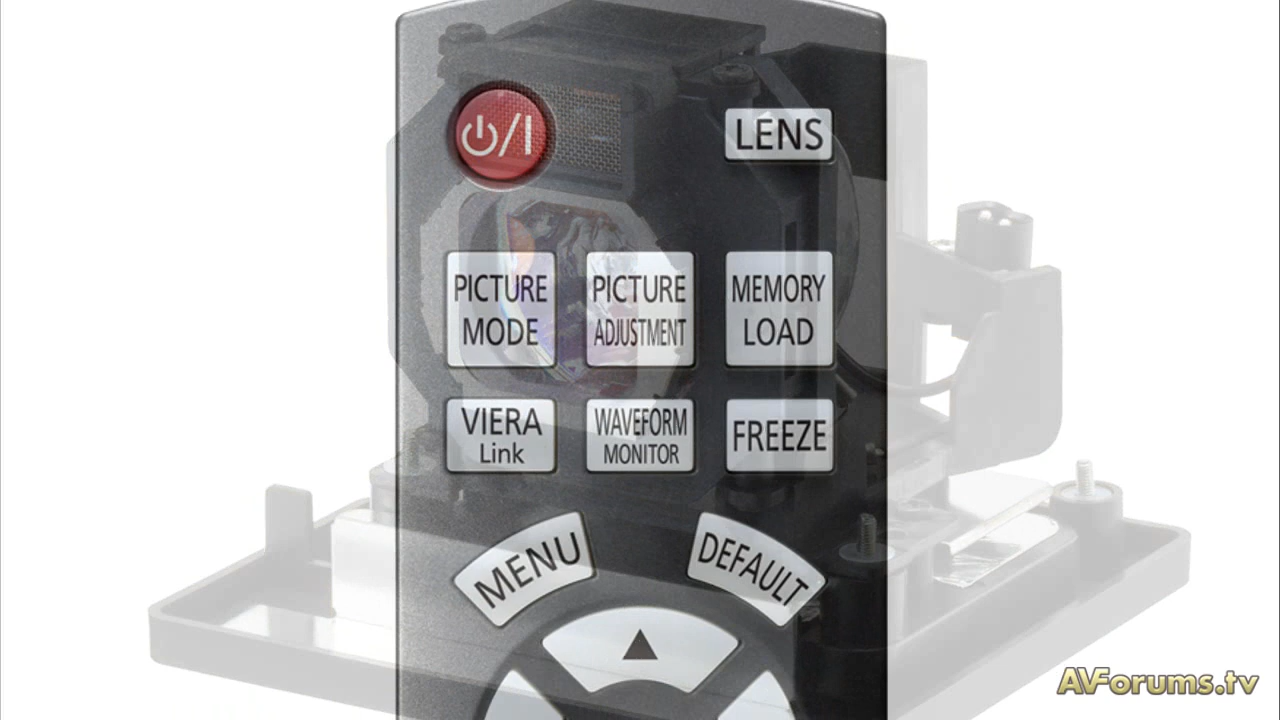 LENS
PICTURE
MODE
PICTURE
ADJUSTMENT
MEMORY
LOAD
VIERA
Link
WAVEFORM
MONITOR
FREEZE
MENU
DEFAULT
AVForums.tv